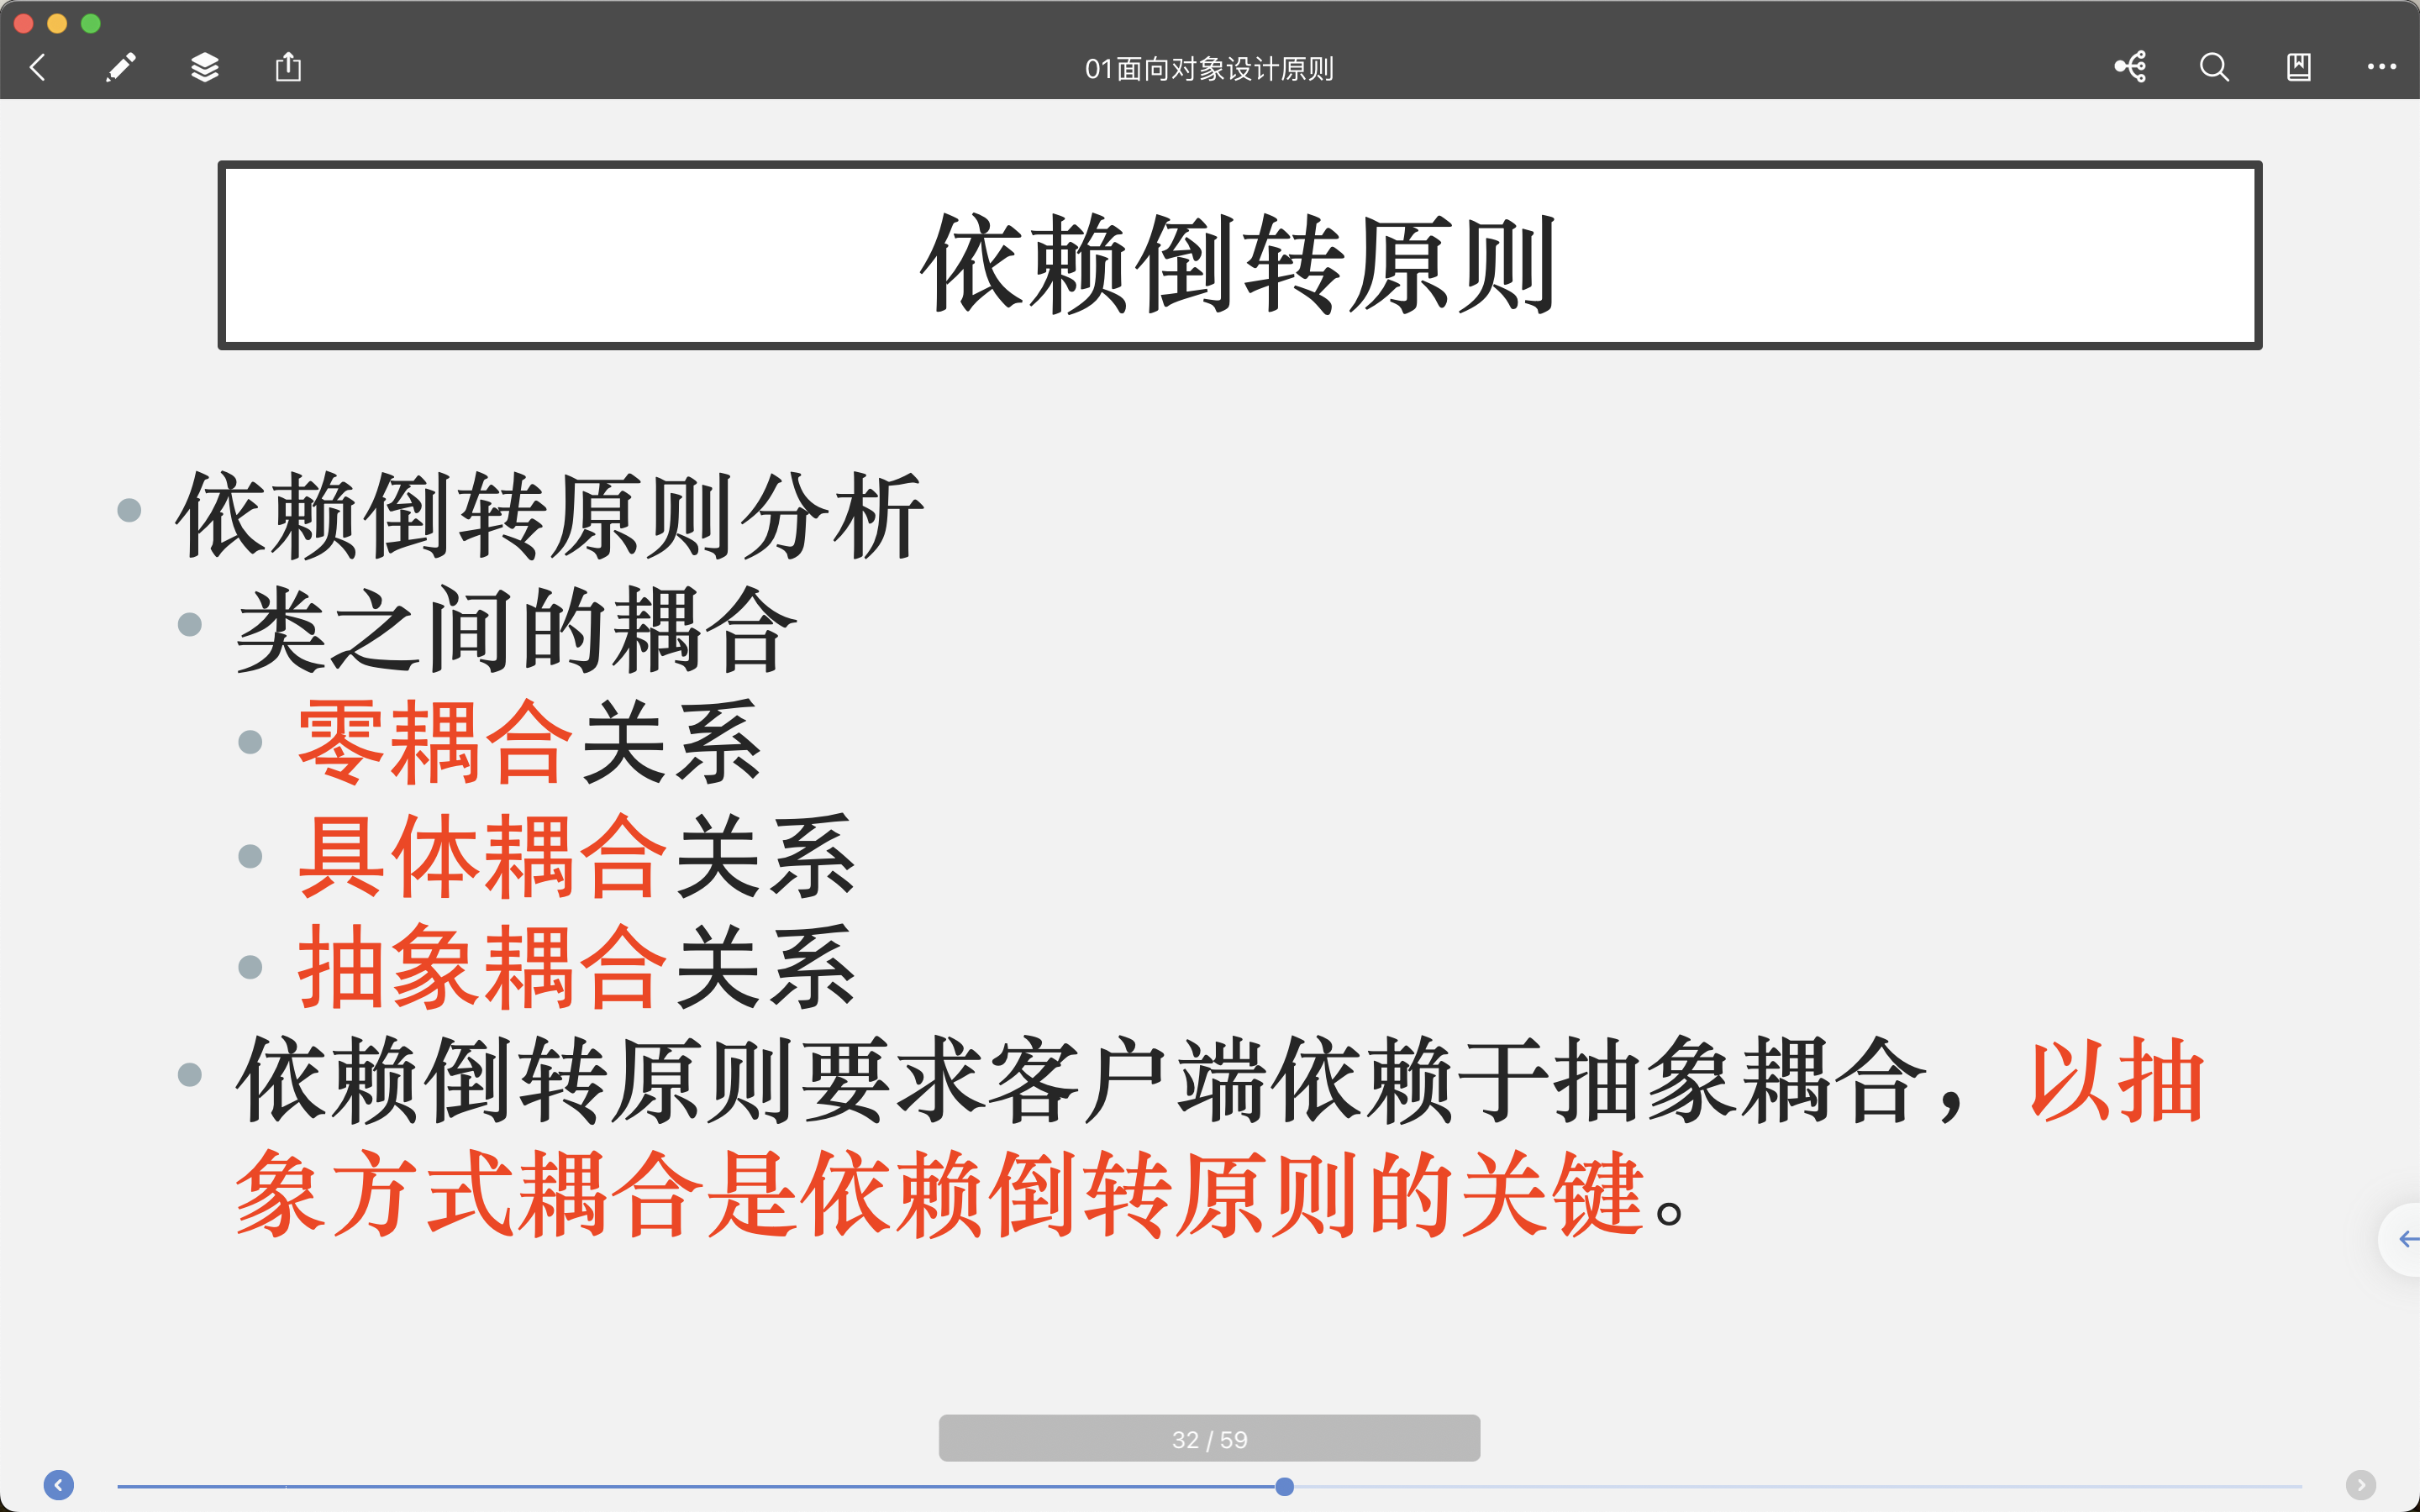 01面向对象设计原则
依赖倒转原则
依赖倒转原则分析
类之间的耦合
零耦合关系
具体耦合关系
抽象耦合关系
依赖倒转原则要求客户端依赖于抽象耦合，以抽
象方式耦合是依赖倒转原则的关键。
32 / 59